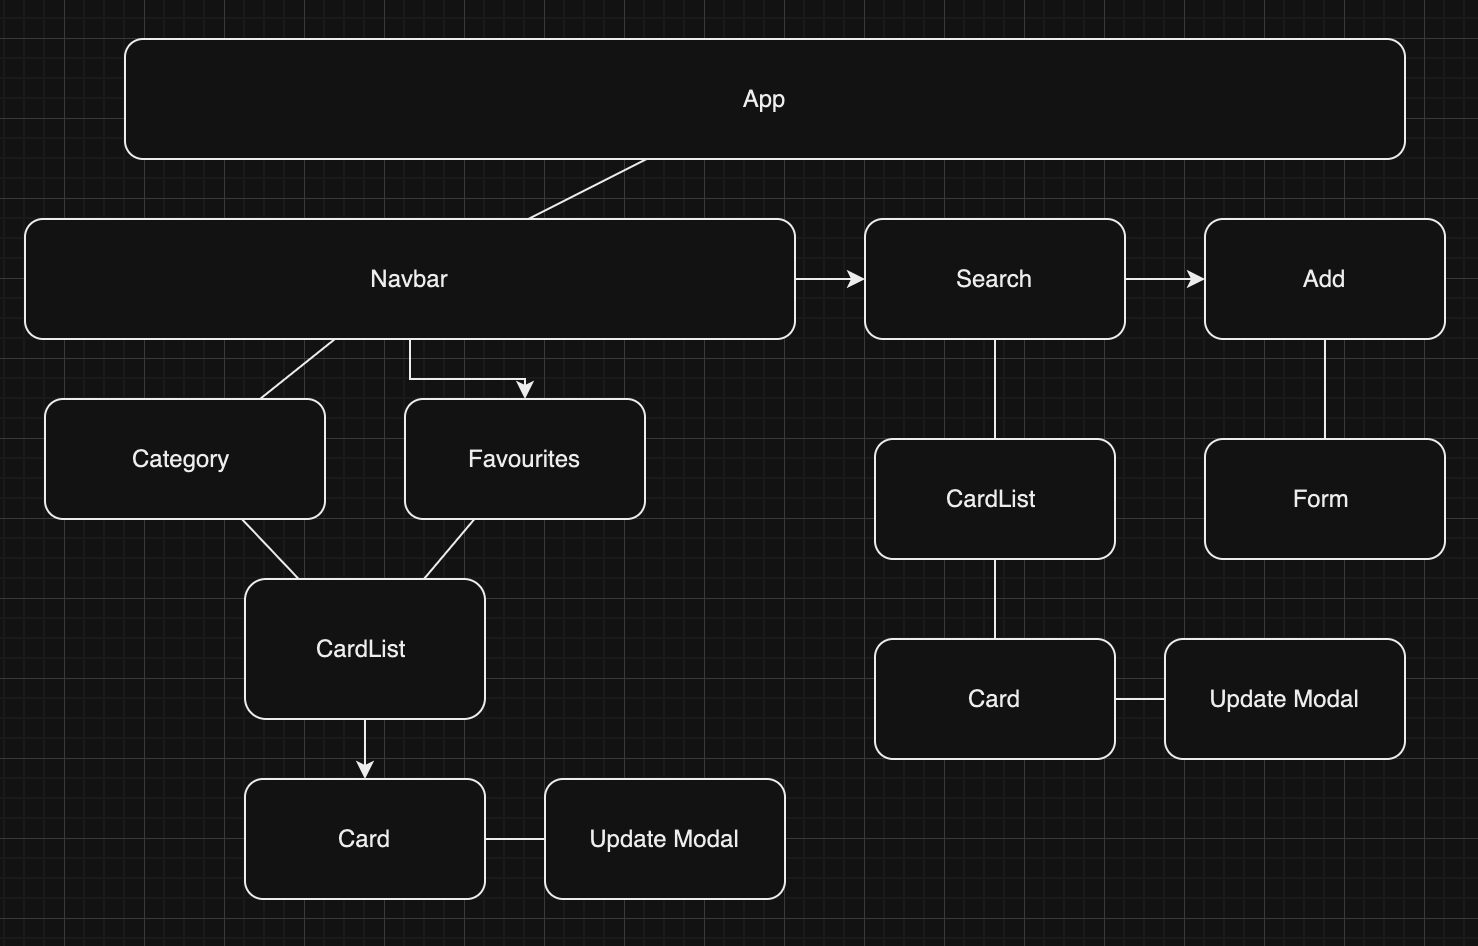 App
Navbar
Search
Add
Category
Favourites
CardList
Form
CardList
Card
Update Modal
Card
Update Modal